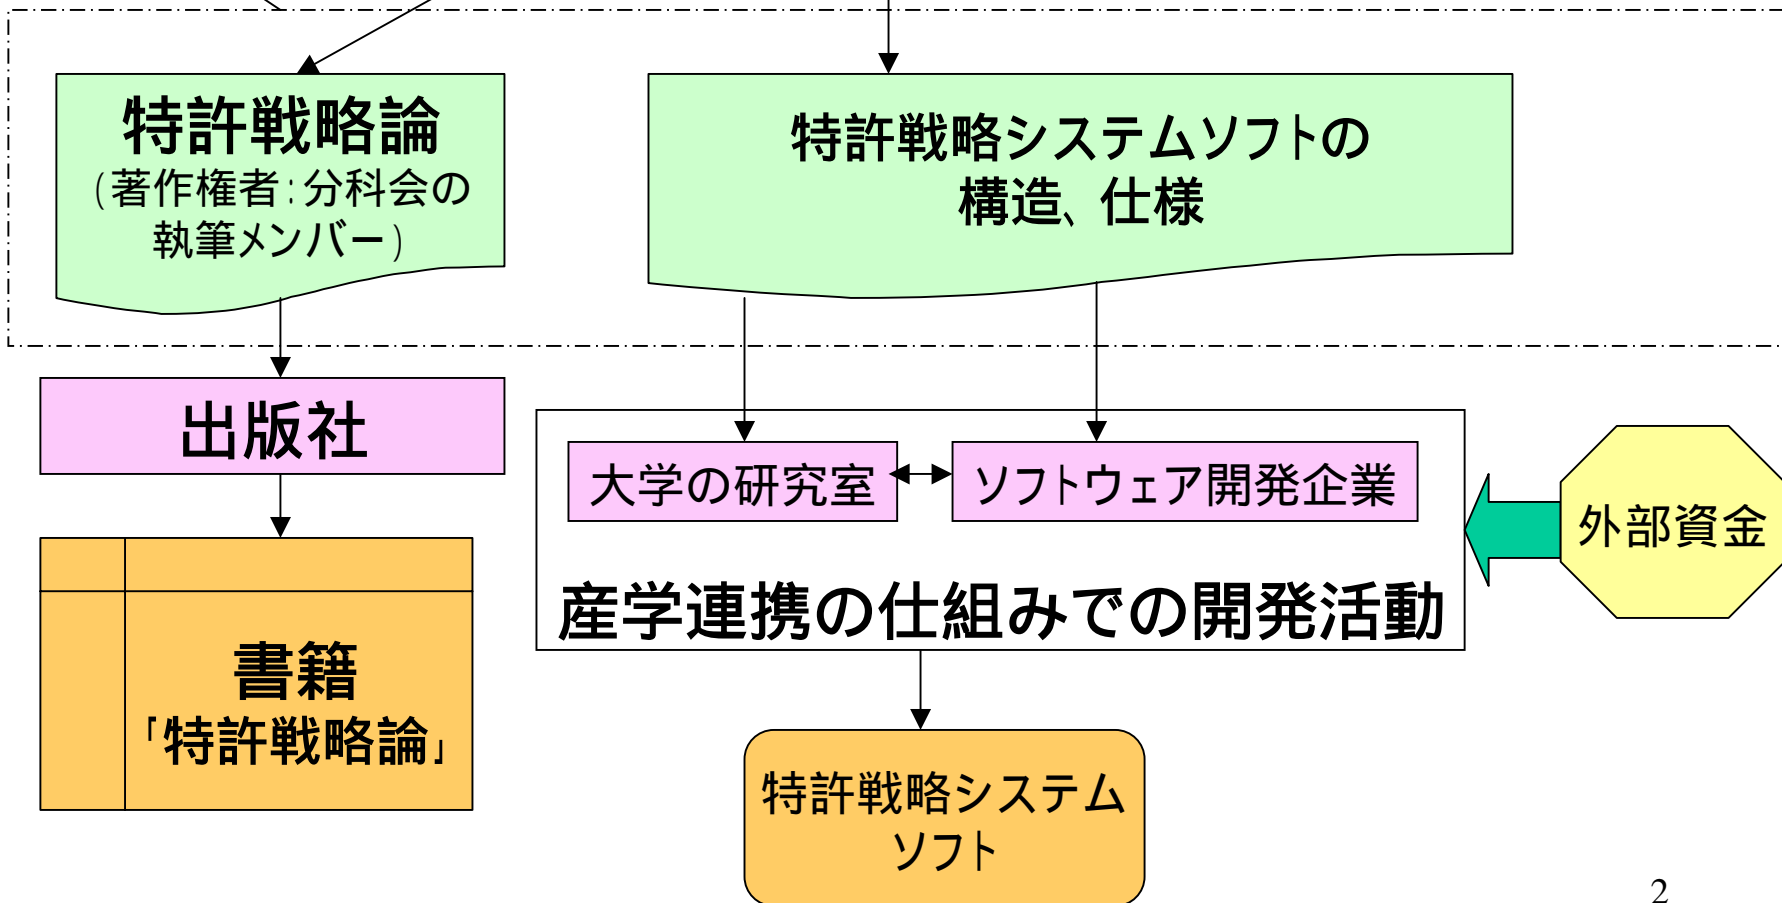 特許戦略論
（著作権者：分科会の
執筆メンバー）
特許戦略システムソフトの
構造、仕様
出版社
大学の研究室
ソフトウェア開発企業
外部資金
産学連携の仕組みでの開発活動
書籍
「特許戦略論」
特許戦略システム
ソフト
2